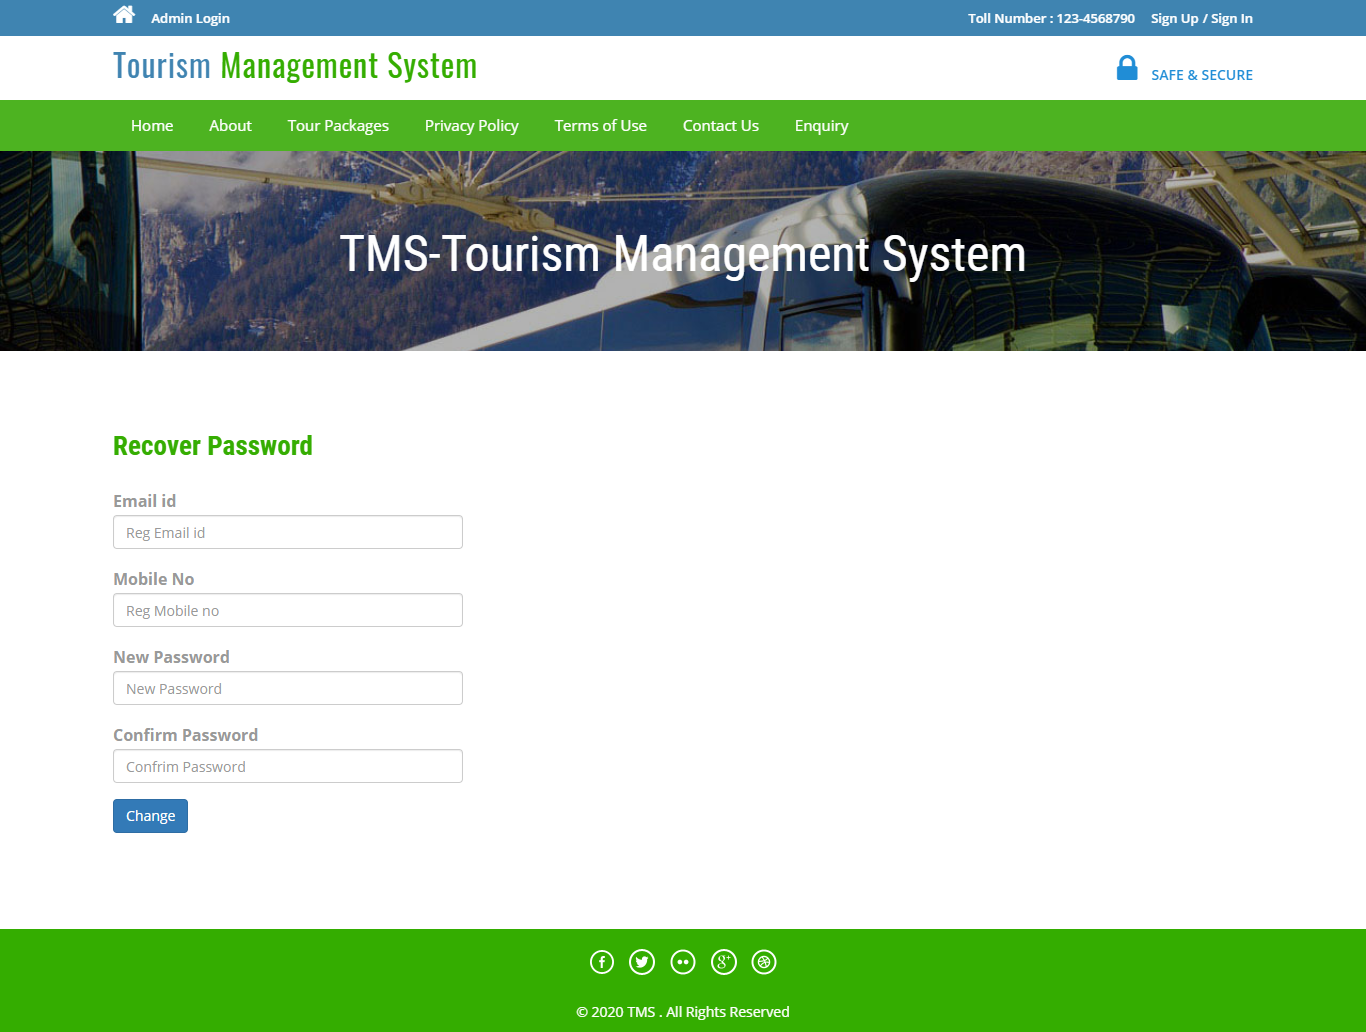 Admin Login
Toll Number : 123-4568790 Sign Up / Sign In
Tourism Management System
SAFE & SECURE
Home About Tour Packages Privacy Policy Terms of Use Contact Us Enquiry
TMS-Tourism Management System
Recover Password
Email id
Reg Email id
Mobile No
Reg Mobile no
New Password
New Password
Confirm Password
Confrim Password
Change
© 2020 TMS . All Rights Reserved